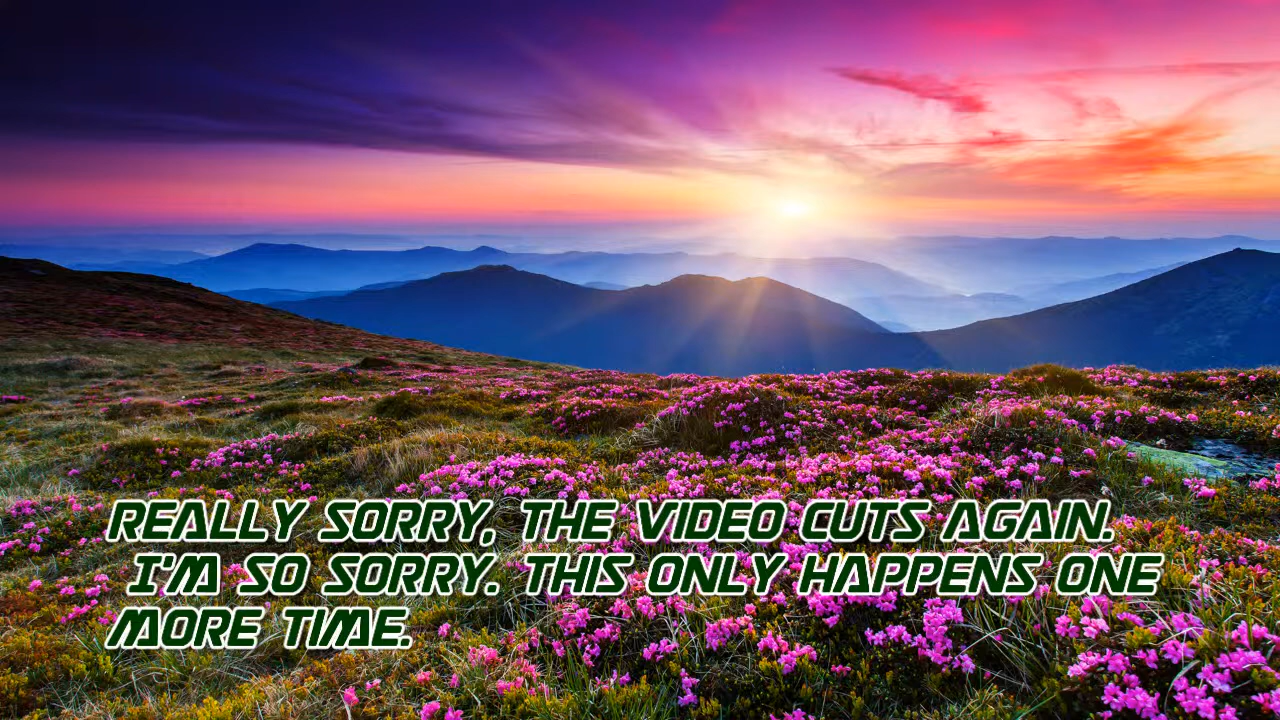 REALLY SORRY, THE VIDEO CUTS AGAIN.
I'M SO SORRY. THIS ONLY HAPPENS ONE
MORE TIME.